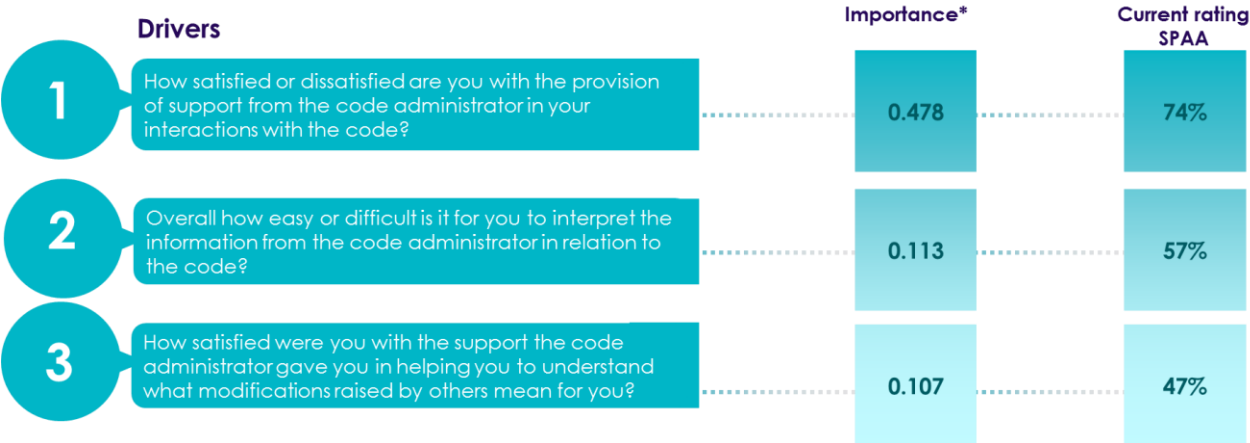 Drivers
Importance*
Current rating
SPAA
1
How satisfied or dissatisfied are you with the provision
of support from the code administrator in your
interactions with the code?
0.478
74%
2
Overall how easy or difficult is it for you to interpret the
information from the code administrator in relation to
the code?
0.113
57%
3
How satisfied were you with the support the code
administrator gave you in helping you to understand
what modifications raised by others mean for you?
0.107
47%